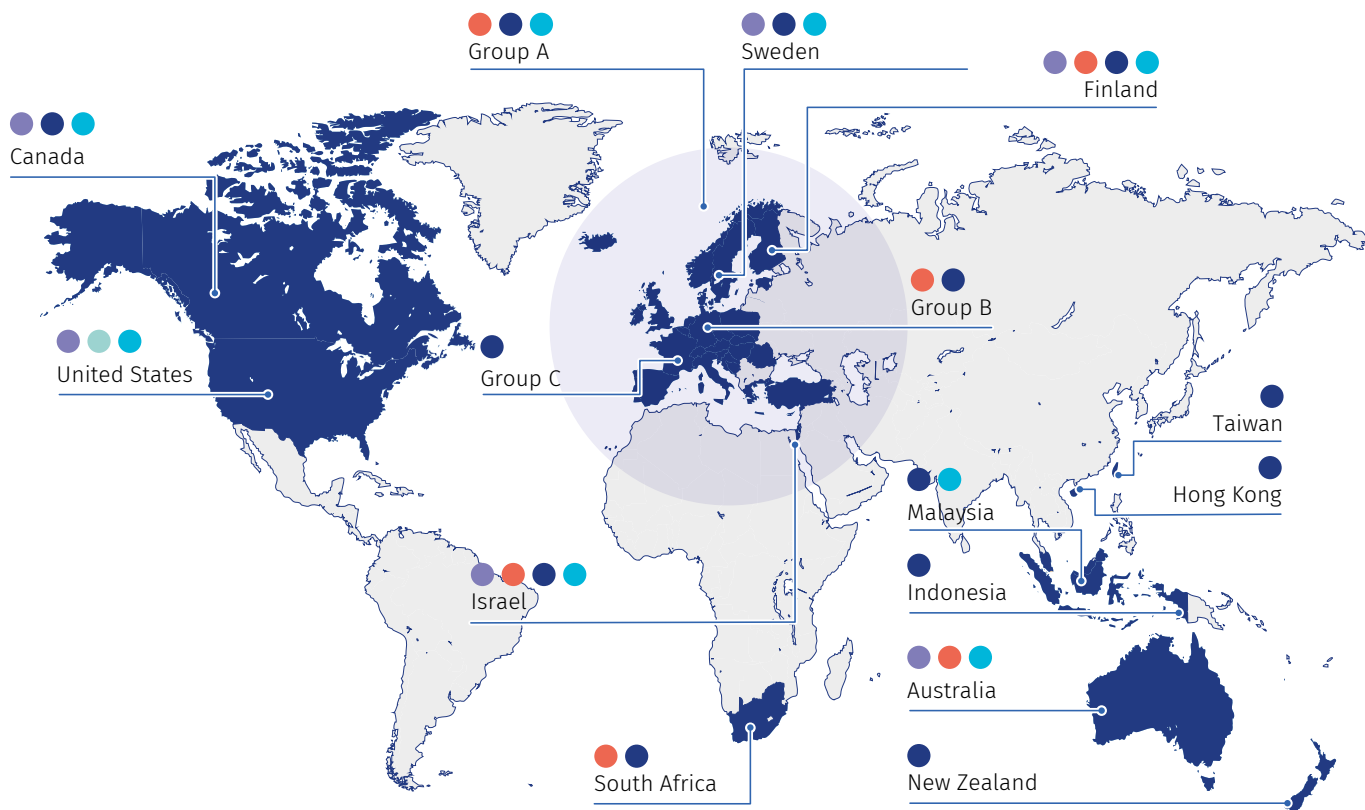 Group A
Sweden
Finland
Canada
Group B
United States
Group C
Taiwan
Hong Kong
Malaysia
Israel
Indonesia
Australia
South Africa
New Zealand